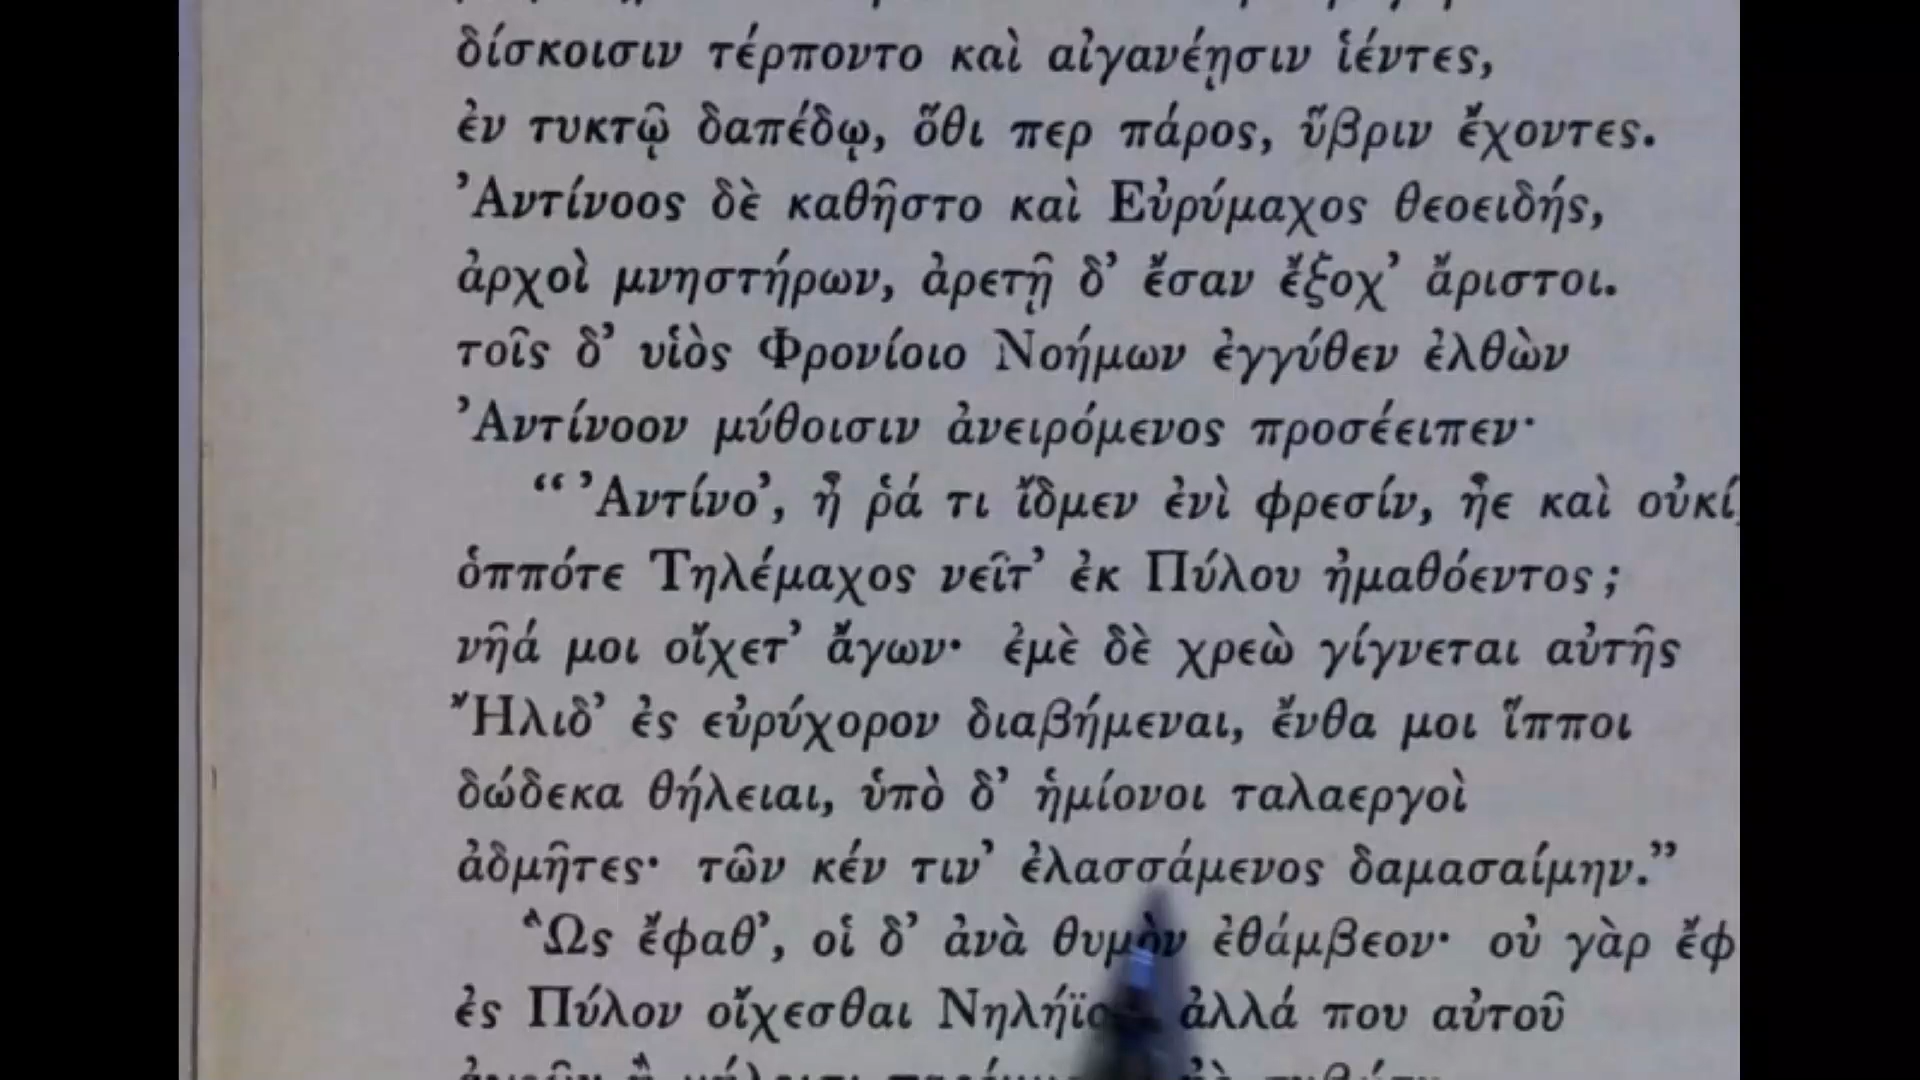 δίσκοισιν τέρποντο καὶ αἰγανέῃσιν ἱέντες,
ἐν τυκτῷ δαπέδῳ, ὅθι περ πάρος, ὕβριν ἔχοντες.
Ἀντίνοος δὲ καθῆστο καὶ Εὐρύμαχος θεοειδής,
ἀρχοὶ μνηστήρων, ἀρετῇ δ’ ἔσαν ἔξοχ’ ἄριστοι.
τοῖς δ’ υἱὸς Φρονίοιο Νοήμων ἐγγύθεν ἐλθὼν
Ἀντίνοον μύθοισιν ἀνειρόμενος προσέειπεν·
“Ἀντίνο’, ἦ ῥά τι ἴδμεν ἐνὶ φρεσίν, ἦε καὶ οὐκί,
ὁππότε Τηλέμαχος νεῖτ’ ἐκ Πύλου ἠμαθόεντος;
νῆά μοι οἴχετ’ ἄγων· ἐμὲ δὲ χρεὼ γίγνεται αὐτῆς
Ἤλιδ’ ἐς εὐρύχορον διαβήμεναι, ἔνθα μοι ἵπποι
δώδεκα θήλειαι, ὑπὸ δ’ ἡμίονοι ταλαεργοὶ
ἀδμῆτες· τῶν κέν τιν’ ἐλασσάμενος δαμασαίμην.”
Ὣς ἔφαθ’, οἱ δ’ ἀνὰ θυμὸν ἐθάμβεον· οὐ γὰρ ἔφ
ἐς Πύλον οἴχεσθαι ἀλλά που αὐτοῦ